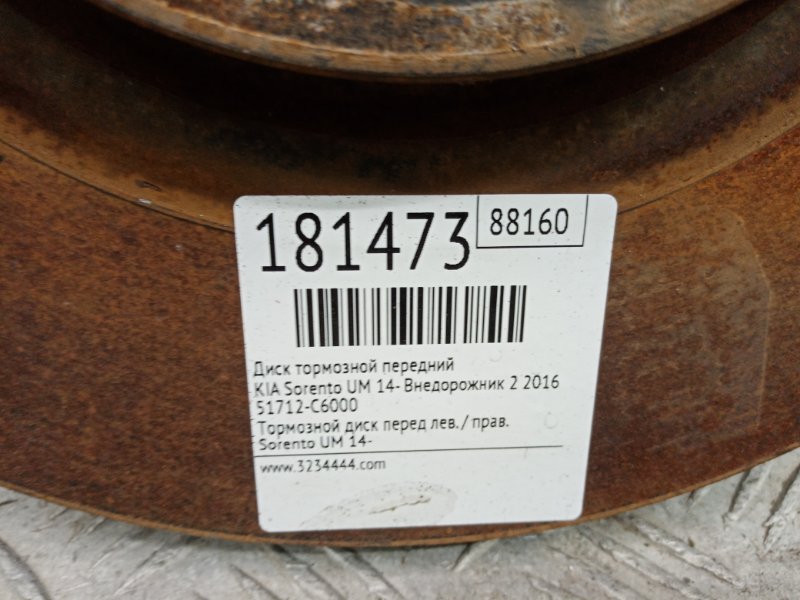 181473
88160
Диск тормозной передний
KIA Sorento UM 14- Внедорожник 2 2016
51712-C6000
Тормозной диск перед лев./ прав.
Sorento UM 14-
www.3234444.com